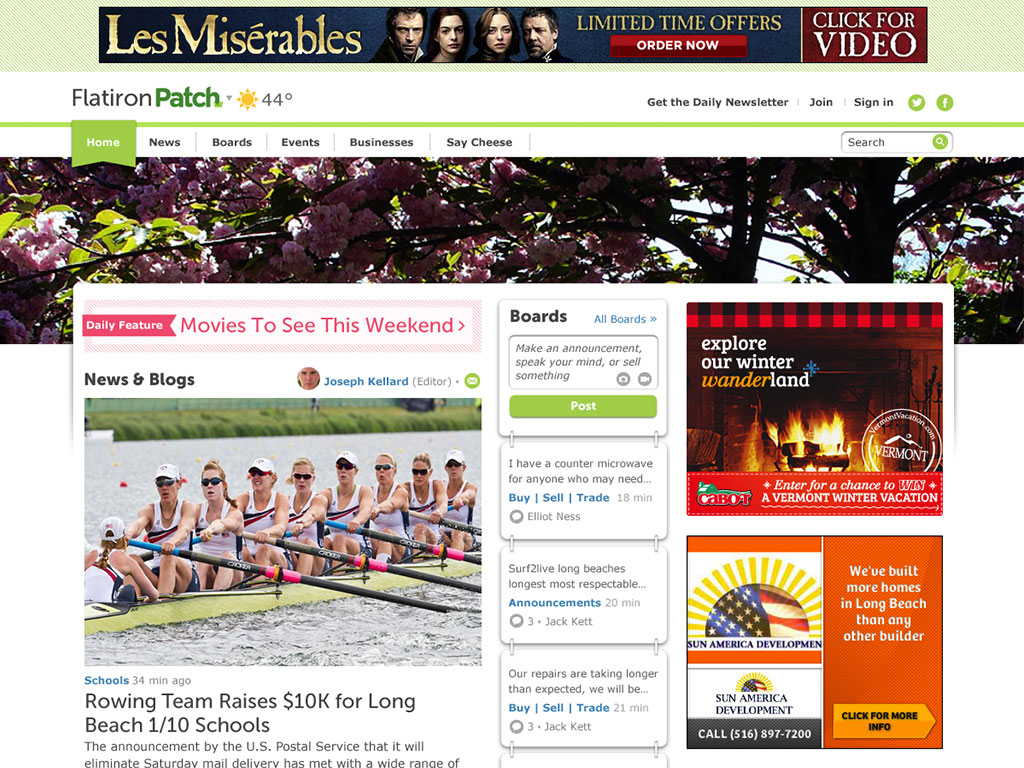 Les Misérables
LIMITED TIME OFFERS
ORDER NOW
CLICK FOR
VIDEO
Flatiron Patch 44°
Get the Daily Newsletter
Join
Sign in
Home
News
Boards
Events
Businesses
Say Cheese
Search
Daily Feature
Movies To See This Weekend >
News & Blogs
Joseph Kellard (Editor) •
CROKER
Schools 34 min ago
Rowing Team Raises $10K for Long
Beach 1/10 Schools
The announcement by the U.S. Postal Service that it will
eliminate Saturday mail delivery has met with a wide range of
Boards
All Boards »
Make an announcement,
speak your mind, or sell
something
Post
I have a counter microwave
for anyone who may need...
Buy | Sell | Trade 18 min
Elliot Ness
Surf2live long beaches
longest most respectable...
Announcements 20 min
3 • Jack Kett
Our repairs are taking longer
than expected, we will be...
Buy | Sell | Trade 21 min
3 • Jack Kett
explore
our winter
wanderland
VermontVacation.com
VERMONT
CABOT
Enter for a chance to WIN
A VERMONT WINTER VACATION
SUN AMERICA DEVELOPMEN
SUN AMERICA
DEVELOPMENT
CALL (516) 897-7200
We've built
more homes
in Long Beach
than any
other builder
CLICK FOR MORE
INFO